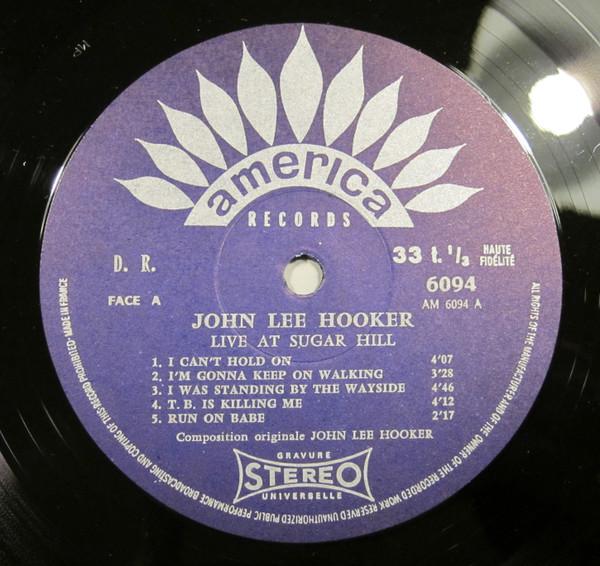 america
RECORDS
D. R.
33 t. 1/3 HAUTE FIDÉLITÉ
FACE A
6094
AM 6094 A
JOHN LEE HOOKER
LIVE AT SUGAR HILL
1. I CAN'T HOLD ON 4'07
2. I'M GONNA KEEP ON WALKING 3'28
3. I WAS STANDING BY THE WAYSIDE 4'46
4. T. B. IS KILLING ME 4'12
5. RUN ON BABE 2'17
Composition originale JOHN LEE HOOKER
GRAVURE
STEREO
UNIVERSELLE
ALL RIGHTS OF THE MANUFACTURER AND OF THE OWNER OF THE RECORDED WORK RESERVED UNAUTHORIZED PUBLIC PERFORMANCE BROADCASTING AND COPYING OF THIS RECORD PROHIBITED-MADE IN FRANCE